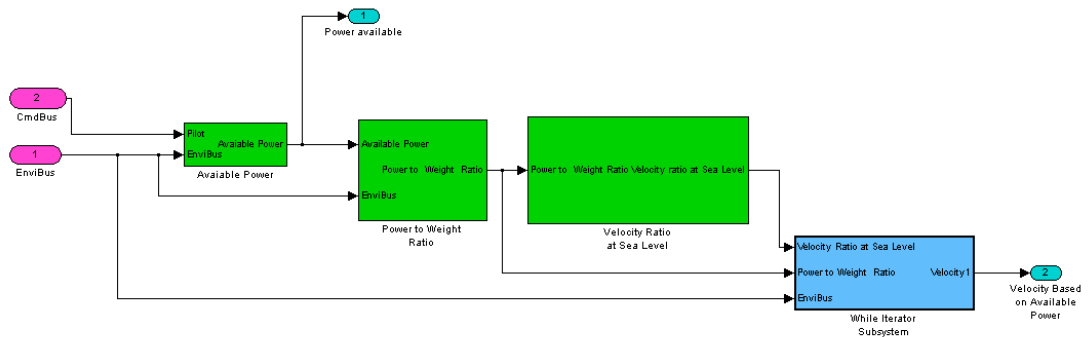 1
Power available
2
CmdBus
1
EnviBus
Pilot
Avaiable Power
EnviBus
Avaiable Power
Available Power
Power to Weight Ratio
EnviBus
Power to Weight
Ratio
Power to Weight Ratio Velocity ratio at Sea Level
Velocity Ratio
at Sea Level
Velocity Ratio at Sea Level
Power to Weight Ratio Velocity1
EnviBus
While Iterator
Subsystem
2
Velocity Based
on Available
Power